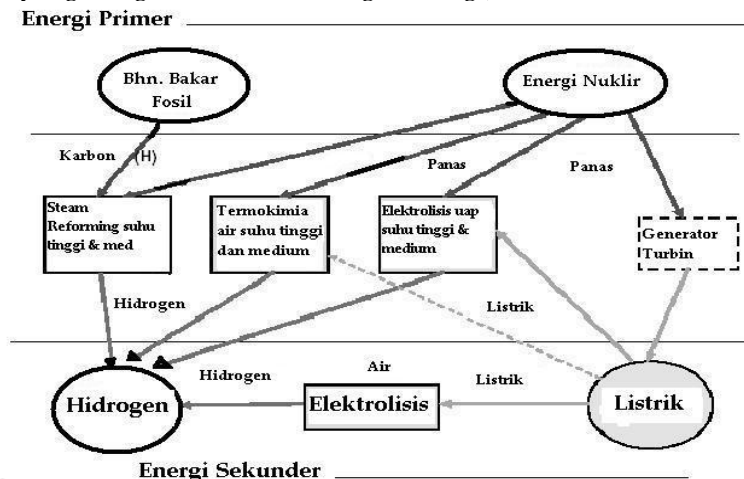 Energi Primer
Bhn. Bakar
Fosil
Energi Nuklir
Karbon (H)
Panas
Panas
Steam
Reforming suhu
tinggi & med
Termokimia
air suhu tinggi
dan medium
Elektrolisis uap
suhu tinggi &
medium
Generator
Turbin
Hidrogen
Listrik
Hidrogen
Air
Listrik
Hidrogen
Elektrolisis
Listrik
Energi Sekunder